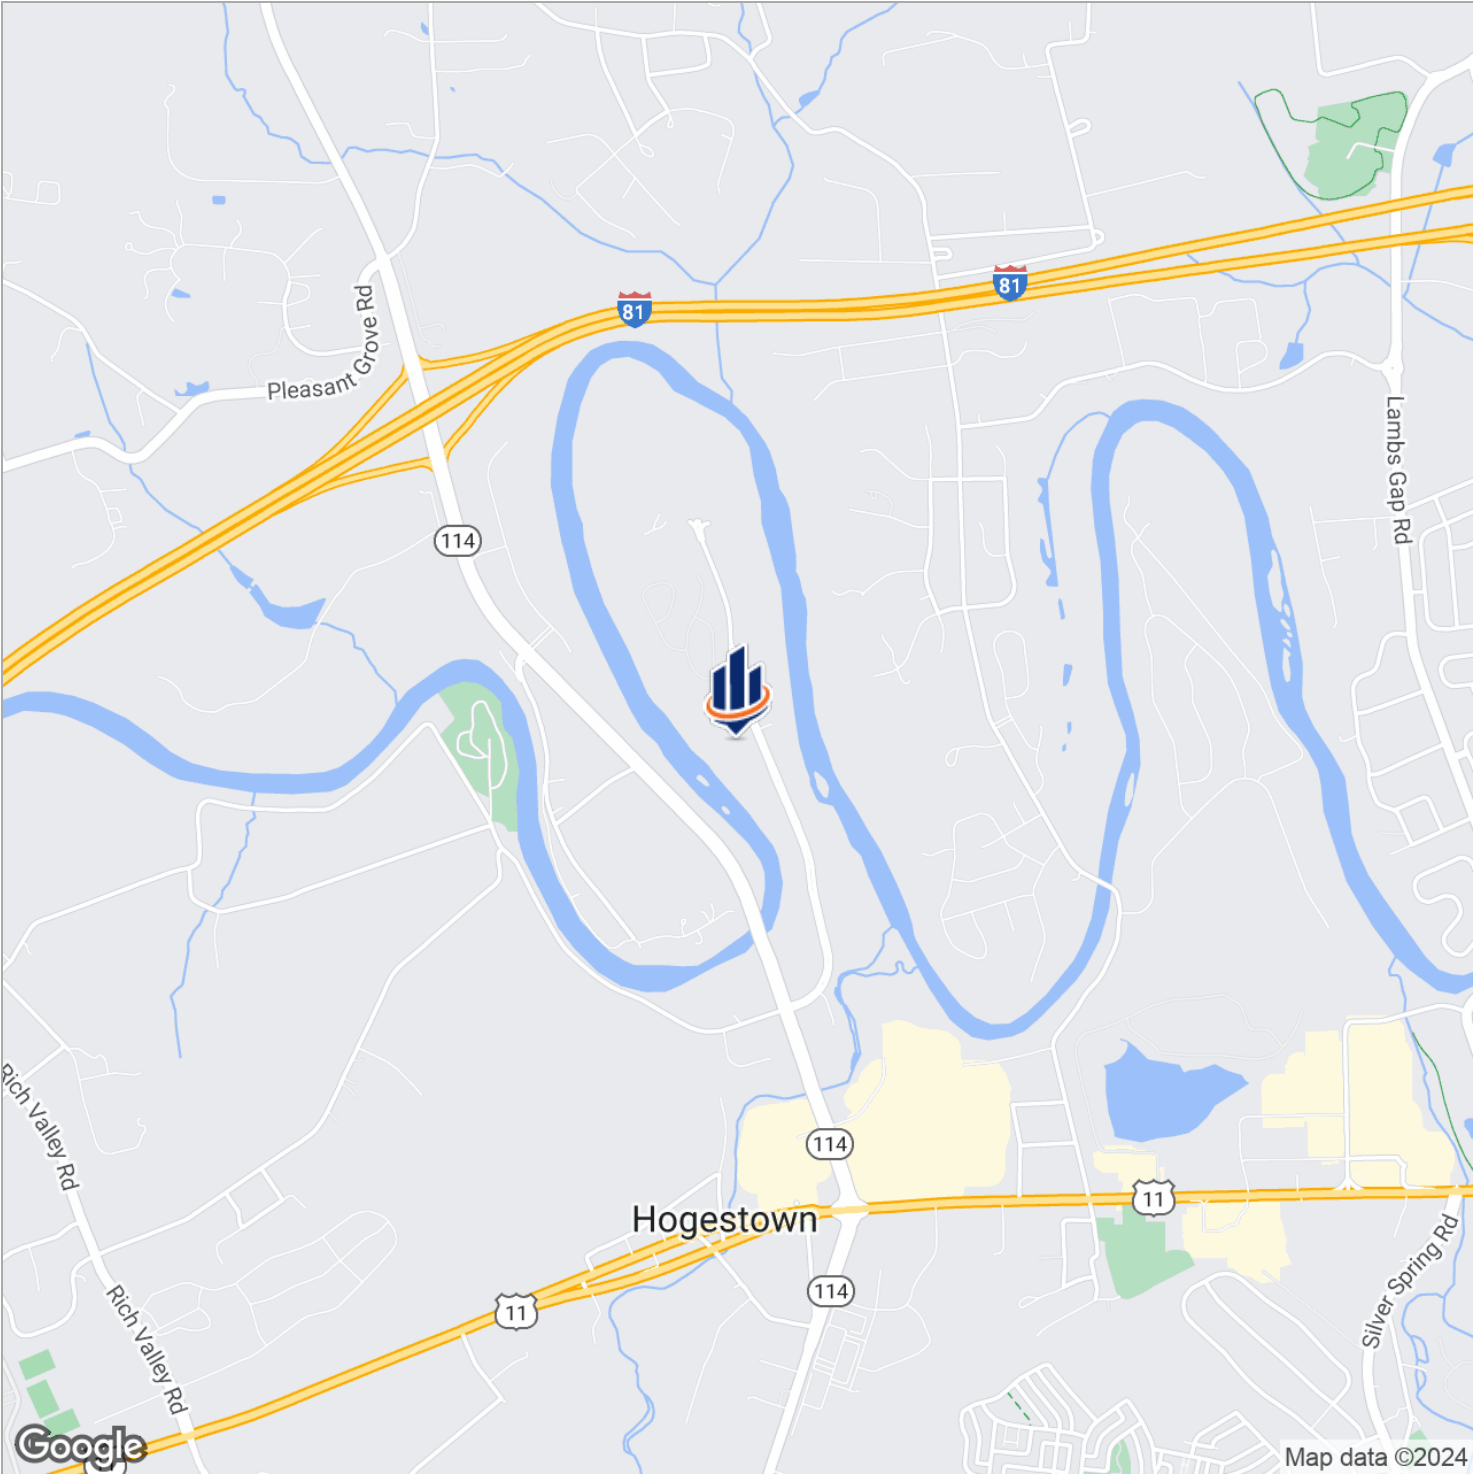 81
81
Pleasant Grove Rd
Lambs Gap Rd
114
Rich Valley Rd
114
11
Hogestown
114
11
Silver Spring Rd
Rich Valley Rd
Google
Map data ©2024